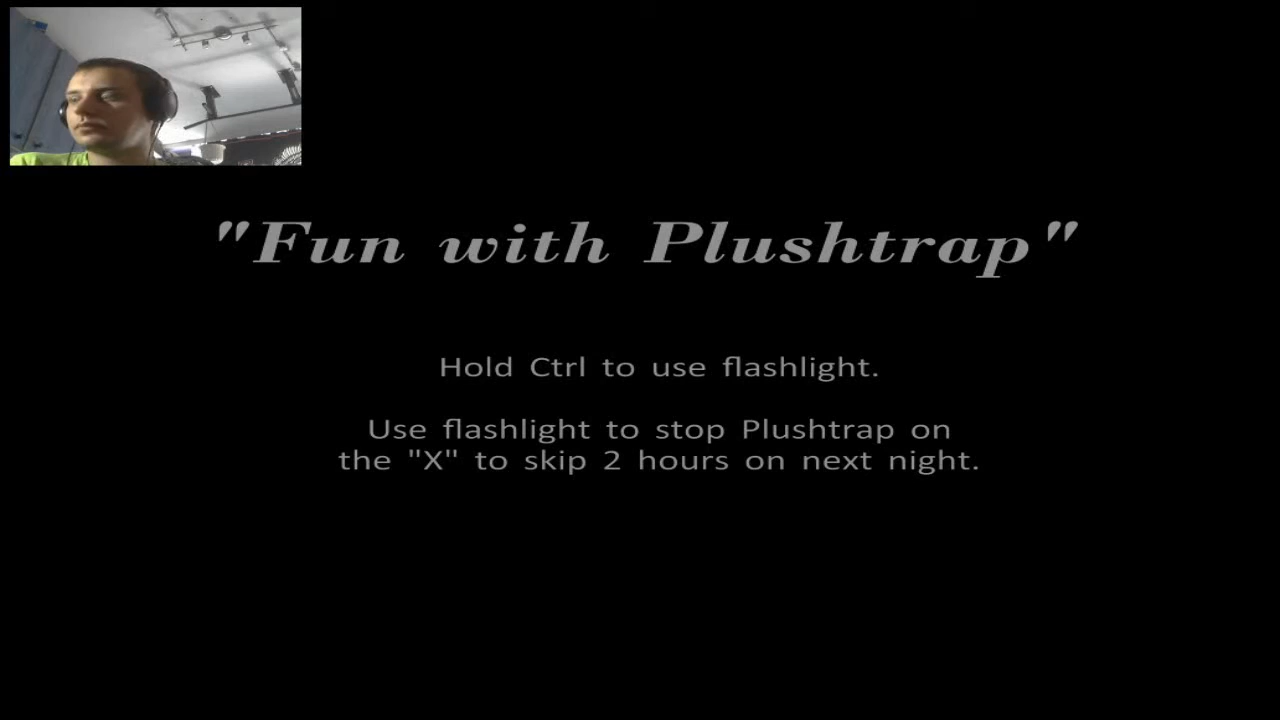 "Fun with Plushtrap"
Hold Ctrl to use flashlight.
Use flashlight to stop Plushtrap on
the "X" to skip 2 hours on next night.